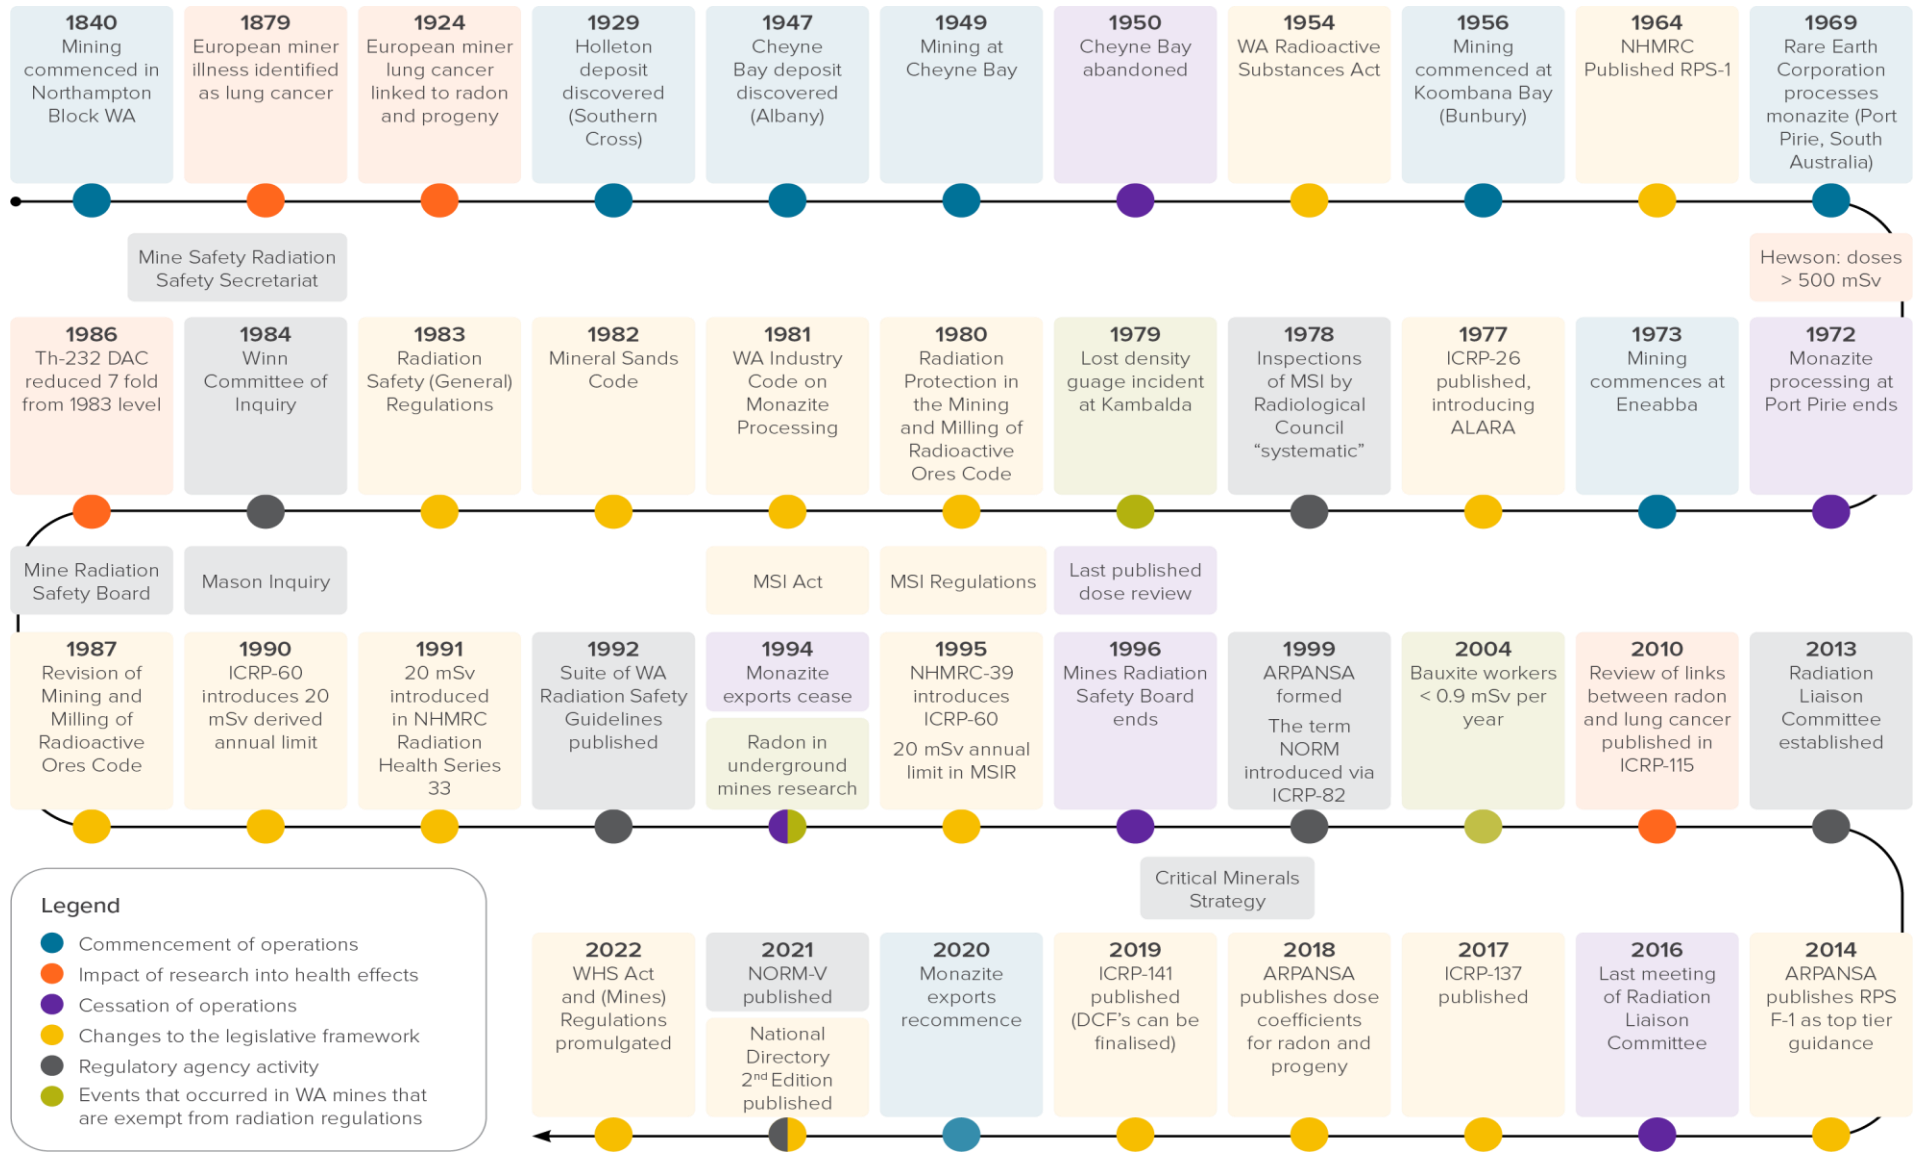 1840
Mining
commenced in
Northampton
Block WA
1879
European miner
illness identified
as lung cancer
1924
European miner
lung cancer
linked to radon
and progeny
1929
Holleton
deposit
discovered
(Southern
Cross)
1947
Cheyne
Bay deposit
discovered
(Albany)
1949
Mining at
Cheyne Bay
1950
Cheyne Bay
abandoned
1954
WA Radioactive
Substances Act
1956
Mining
commenced at
Koombana Bay
(Bunbury)
1964
NHMRC
Published RPS-1
1969
Rare Earth
Corporation
processes
monazite (Port
Pirie, South
Australia)
Mine Safety Radiation
Safety Secretariat
Hewson: doses
> 500 mSv
1986
Th-232 DAC
reduced 7 fold
from 1983 level
1984
Winn
Committee of
Inquiry
1983
Radiation
Safety (General)
Regulations
1982
Mineral Sands
Code
1981
WA Industry
Code on
Monazite
Processing
1980
Radiation
Protection in
the Mining
and Milling of
Radioactive
Ores Code
1979
Lost density
guage incident
at Kambalda
1978
Inspections
of MSI by
Radiological
Council
“systematic”
1977
ICRP-26
published,
introducing
ALARA
1973
Mining
commences at
Eneabba
1972
Monazite
processing at
Port Pirie ends
Mine Radiation
Safety Board
Mason Inquiry
MSI Act
MSI Regulations
Last published
dose review
1987
Revision of
Mining and
Milling of
Radioactive
Ores Code
1990
ICRP-60
introduces 20
mSv derived
annual limit
1991
20 mSv
introduced
in NHMRC
Radiation
Health Series
33
1992
Suite of WA
Radiation Safety
Guidelines
published
1994
Monazite
exports cease
Radon in
underground
mines research
1995
NHMRC-39
introduces
ICRP-60
20 mSv annual
limit in MSIR
1996
Mines Radiation
Safety Board
ends
1999
ARPANSA
formed
The term
NORM
introduced via
ICRP-82
2004
Bauxite workers
< 0.9 mSv per
year
2010
Review of links
between radon
and lung cancer
published in
ICRP-115
2013
Radiation
Liaison
Committee
established
Critical Minerals
Strategy
Legend
Commencement of operations
Impact of research into health effects
Cessation of operations
Changes to the legislative framework
Regulatory agency activity
Events that occurred in WA mines that
are exempt from radiation regulations
2022
WHS Act
and (Mines)
Regulations
promulgated
2021
NORM-V
published
National
Directory
2nd Edition
published
2020
Monazite
exports
recommence
2019
ICRP-141
published
(DCF’s can be
finalised)
2018
ARPANSA
publishes dose
coefficients
for radon and
progeny
2017
ICRP-137
published
2016
Last meeting
of Radiation
Liaison
Committee
2014
ARPANSA
publishes RPS
F-1 as top tier
guidance